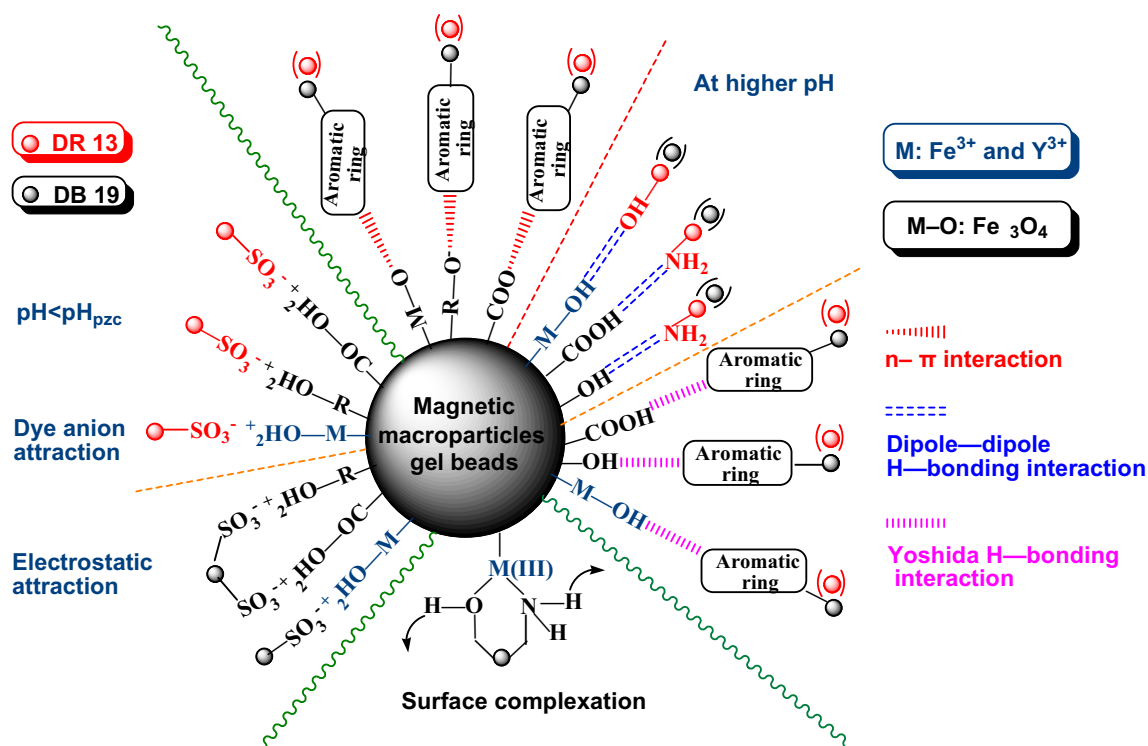 DR 13
DB 19
pH<pH_pzc
Dye anion
attraction
Electrostatic
attraction
Aromatic
ring
Aromatic
ring
Aromatic
ring
O
M
O
R
COO
At higher pH
M: Fe³⁺ and Y³⁺
M–O: Fe ₃O₄
OH
M—OH
NH₂
COOH
NH₂
OH
SO₃⁻ ⁺₂HO—OC
SO₃⁻ ⁺₂HO—R
SO₃⁻ ⁺₂HO—M
SO₃⁻ ⁺₂HO—R
SO₃⁻ ⁺₂HO—OC
SO₃⁻ ⁺₂HO—M
Magnetic
macroparticles
gel beads
COOH
Aromatic
ring
OH
Aromatic
ring
M—OH
Aromatic
ring
n– π interaction
Dipole—dipole
H—bonding interaction
Yoshida H—bonding
interaction
M(III)
H
O
N
H
H
Surface complexation